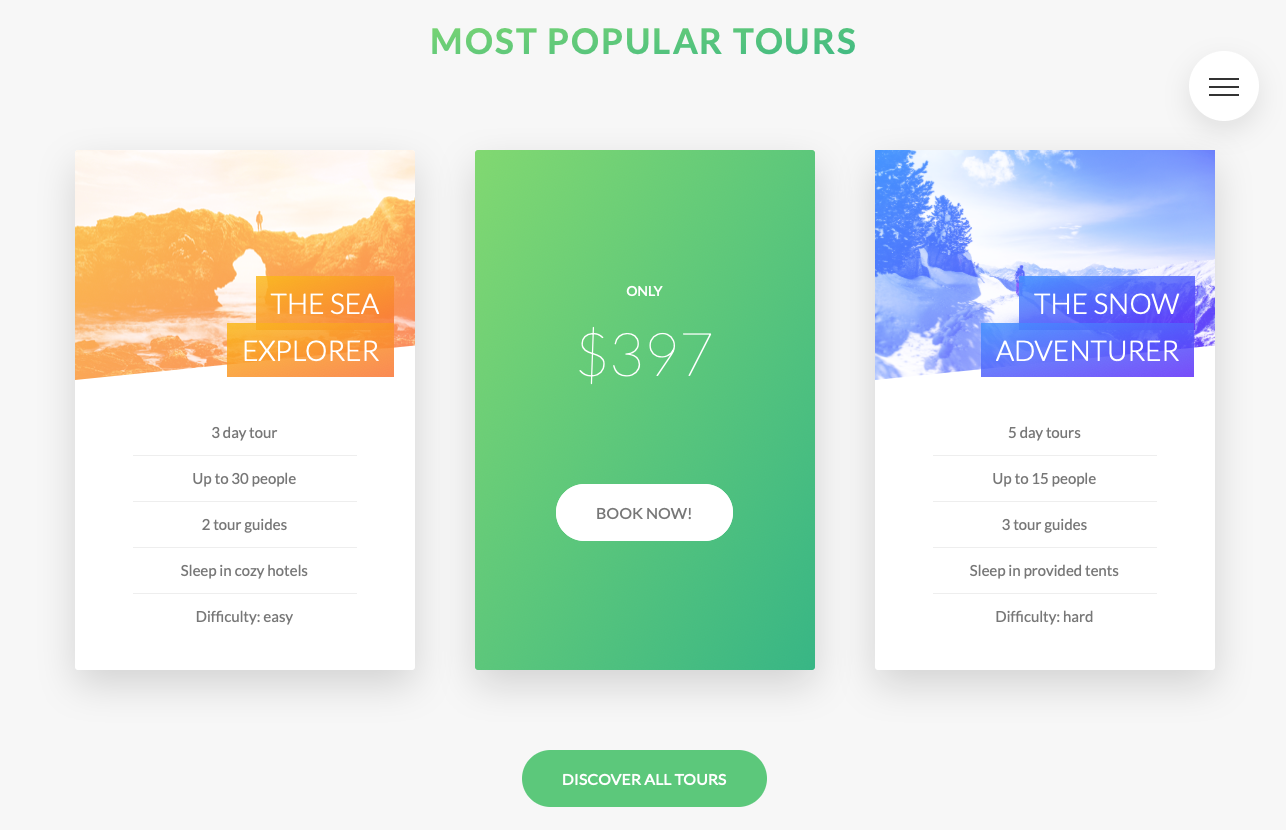 MOST POPULAR TOURS
THE SEA
EXPLORER
3 day tour
Up to 30 people
2 tour guides
Sleep in cozy hotels
Difficulty: easy
ONLY
$397
BOOK NOW!
THE SNOW
ADVENTURER
5 day tours
Up to 15 people
3 tour guides
Sleep in provided tents
Difficulty: hard
DISCOVER ALL TOURS